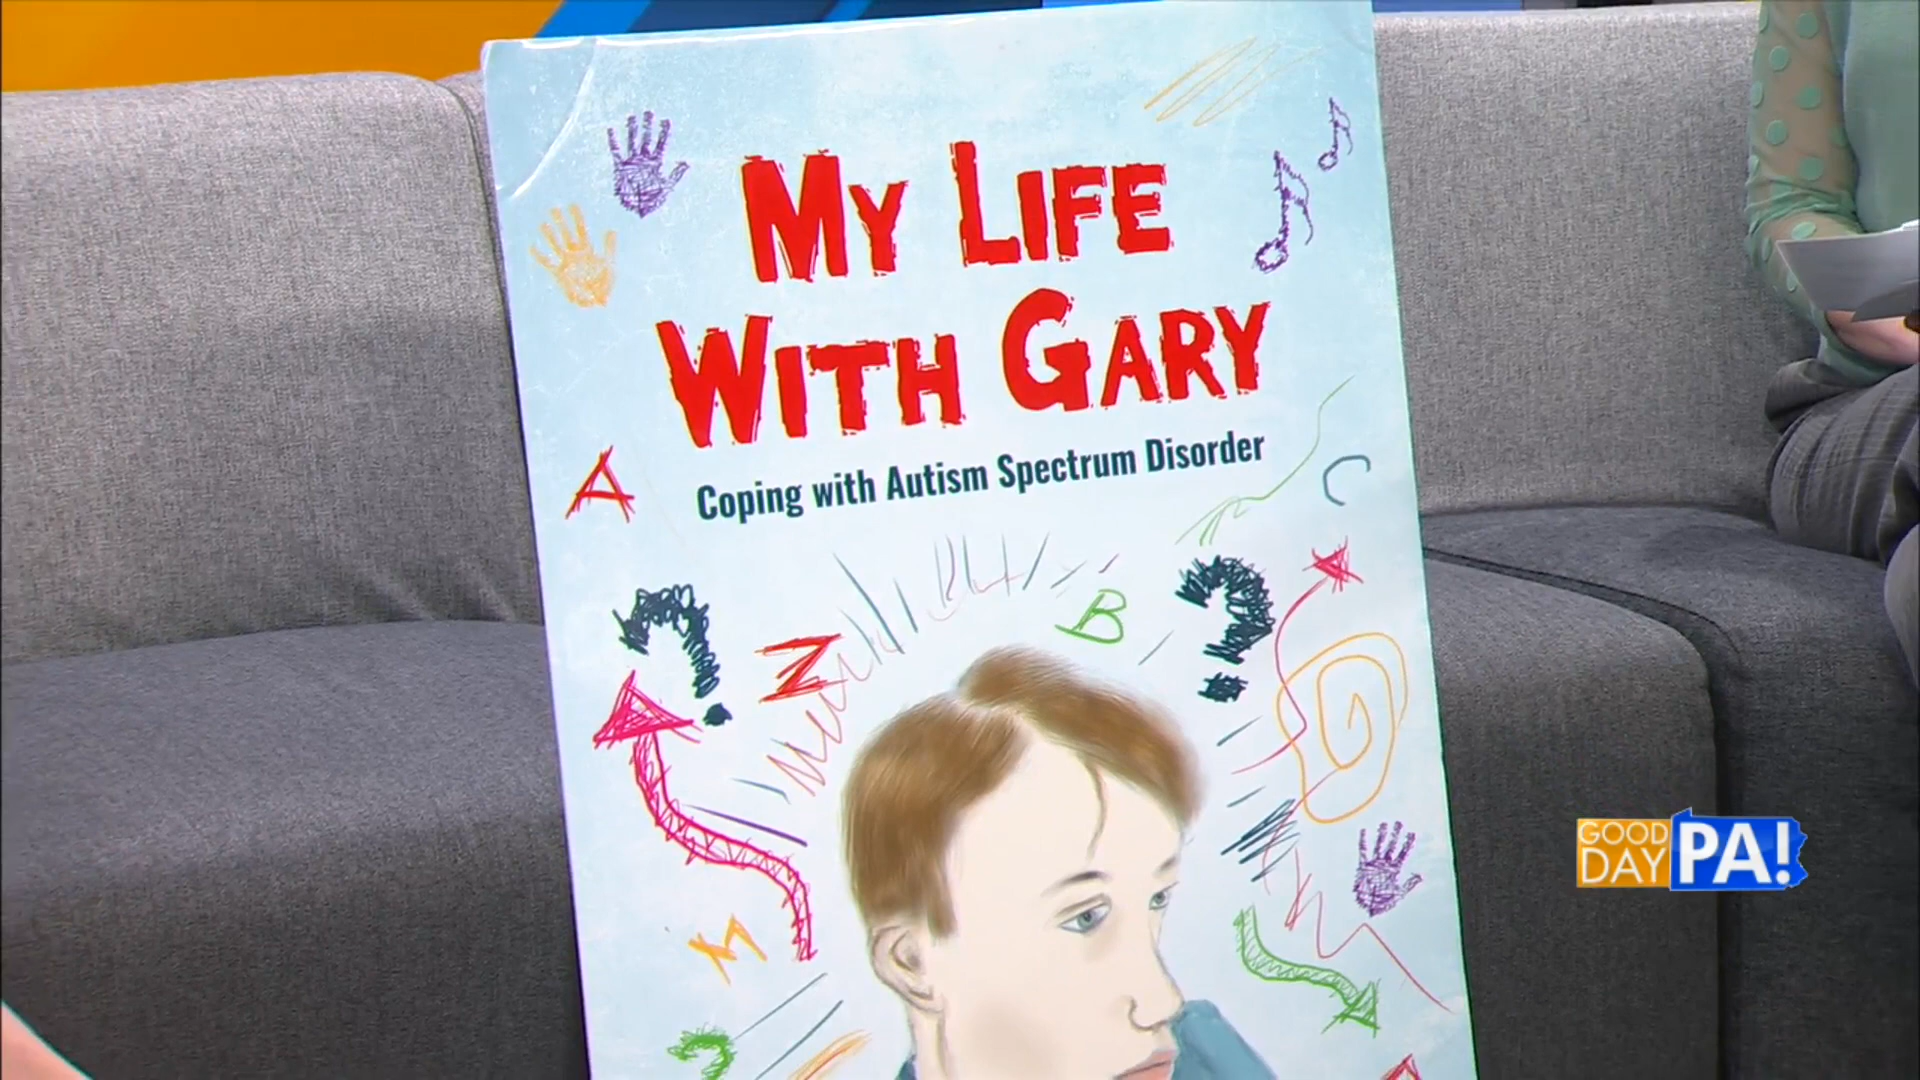 My Life
With Gary
Coping with Autism Spectrum Disorder
A
C
?
Z
B
?
M
?
GOOD
DAY
PA!